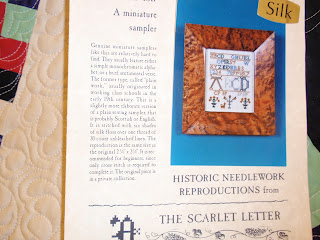 Silk
A miniature
sampler
Genuine miniature samplers
like this are relatively hard to
find. They usually feature either
a simple monochromatic alpha-
bet, or a brief sentimental verse.
The former type, called "plain
work," usually originated in
working class schools in the
early 19th century. This is a
slightly more elaborate version
of a plain sewing sampler, that
is probably Scottish or English.
It is stitched with six shades
of silk floss over one thread of
30 count unbleached linen. The
reproduction is the same size as
the original 2½" x 3½". It is rec-
ommended for beginners, since
only cross stitch is required to
complete it. The original piece is
in a private collection.
HISTORIC NEEDLEWORK
REPRODUCTIONS from
THE SCARLET LETTER
A